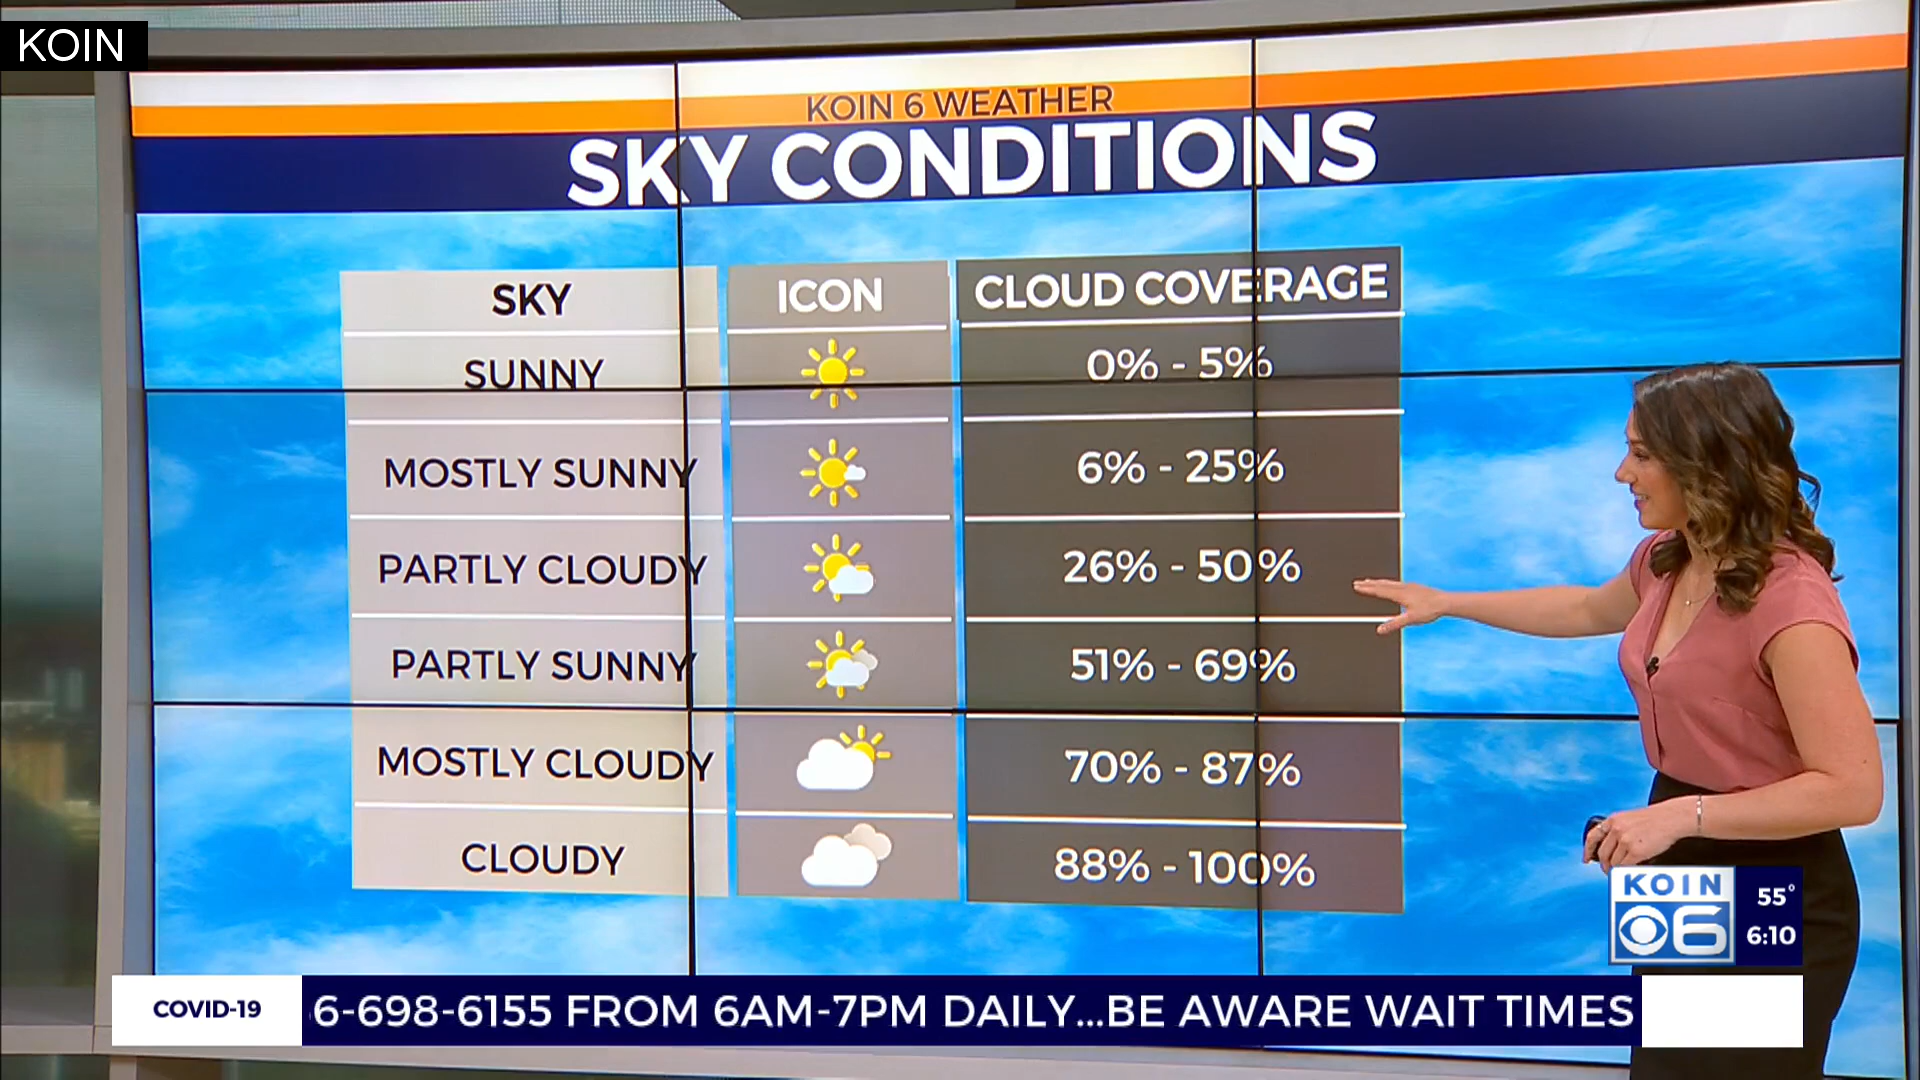 KOIN
KOIN 6 WEATHER
SKY CONDITIONS
SKY ICON CLOUD COVERAGE
SUNNY 0% - 5%
MOSTLY SUNNY 6% - 25%
PARTLY CLOUDY 26% - 50%
PARTLY SUNNY 51% - 69%
MOSTLY CLOUDY 70% - 87%
CLOUDY 88% - 100%
KOIN
6
55°
6:10
COVID-19 6-698-6155 FROM 6AM-7PM DAILY...BE AWARE WAIT TIMES